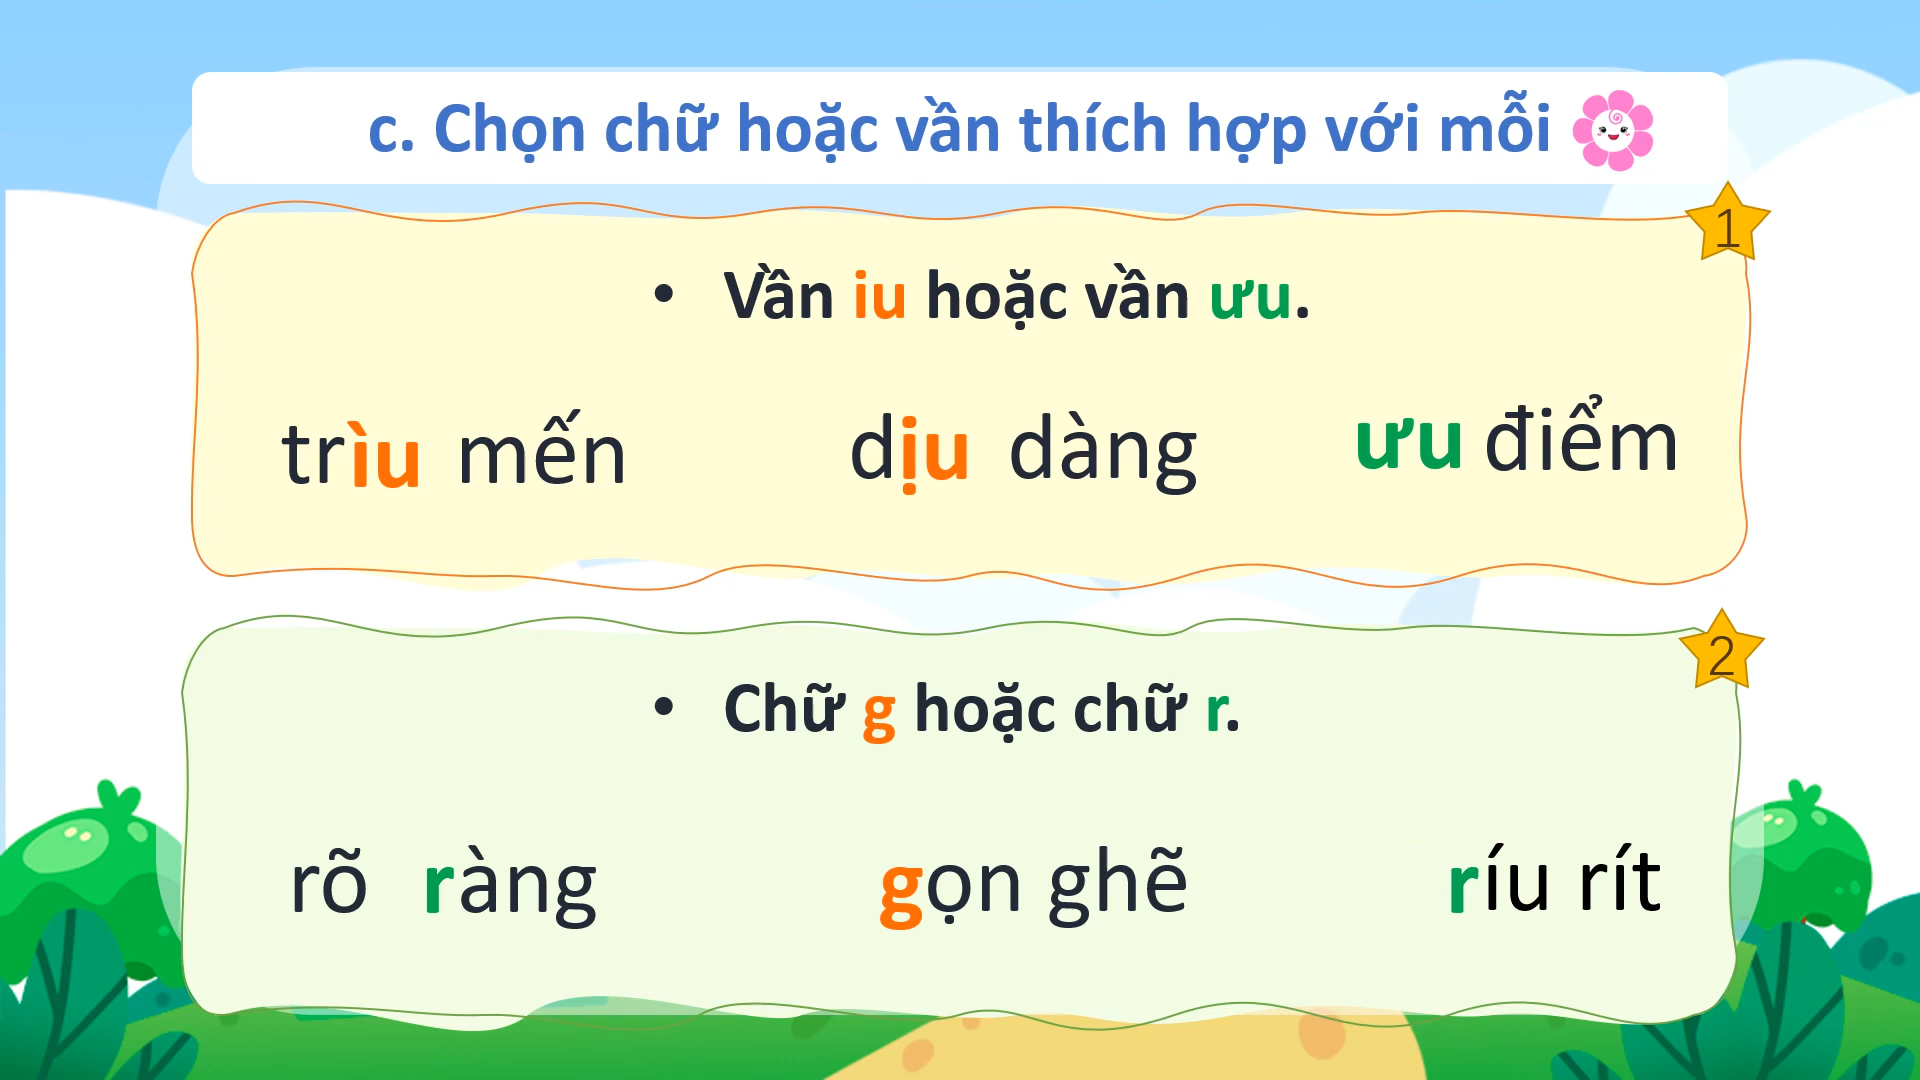 c. Chọn chữ hoặc vần thích hợp với mỗi
1
• Vần iu hoặc vần ưu.
trìu mến dịu dàng ưu điểm
2
• Chữ g hoặc chữ r.
rõ ràng gọn ghẽ ríu rít